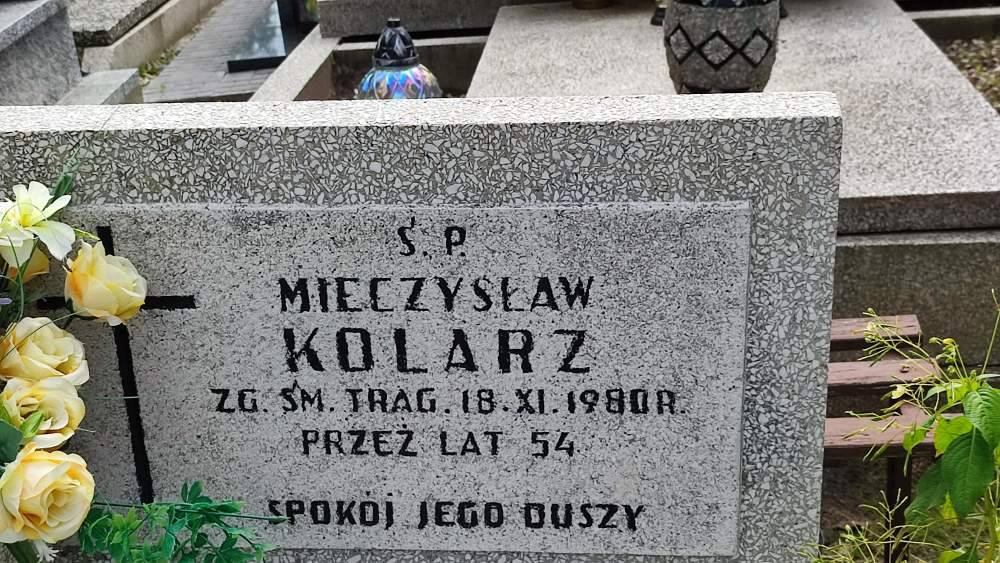 Ś. P.
MIECZYSŁAW
KOLARZ
ZG. ŚM. TRAG. 18. XI. 1980 R.
PRZEŻ. LAT 54
SPOKÓJ JEGO DUSZY